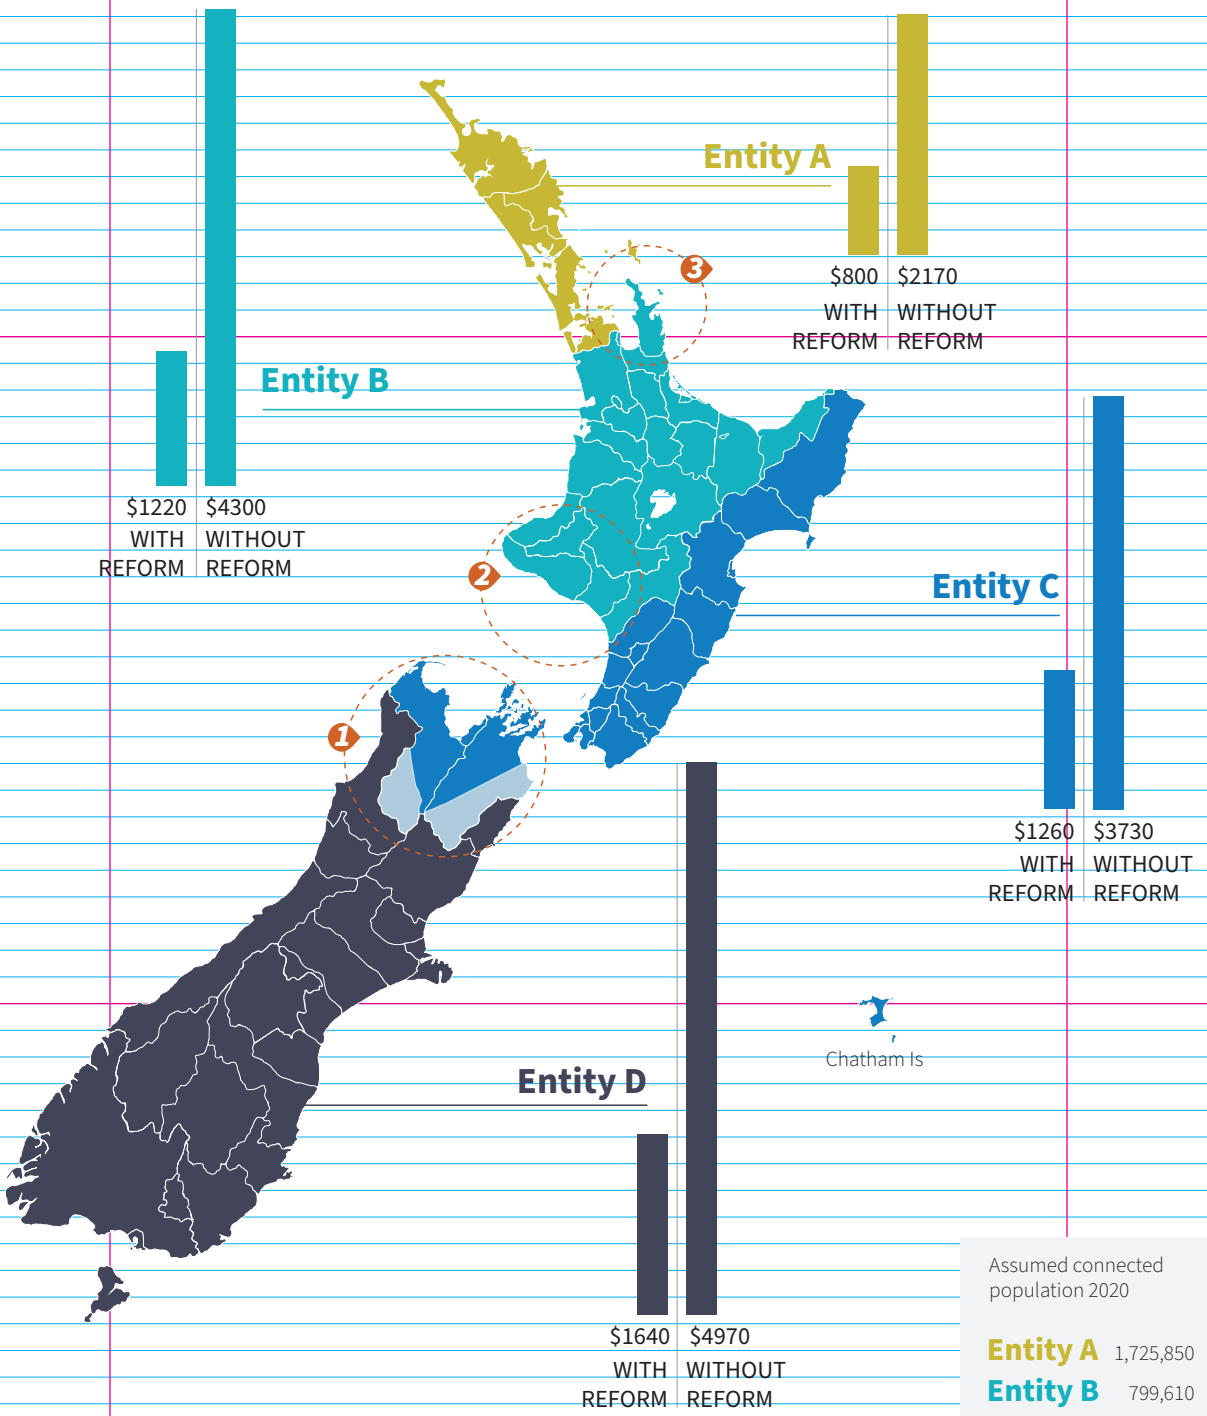 Entity A
3
$800 $2170
WITH WITHOUT
REFORM REFORM
Entity B
$1220 $4300
WITH WITHOUT
REFORM REFORM
2
Entity C
1
$1260 $3730
WITH WITHOUT
REFORM REFORM
Chatham Is
Entity D
$1640 $4970
WITH WITHOUT
REFORM REFORM
Assumed connected
population 2020
Entity A 1,725,850
Entity B 799,610